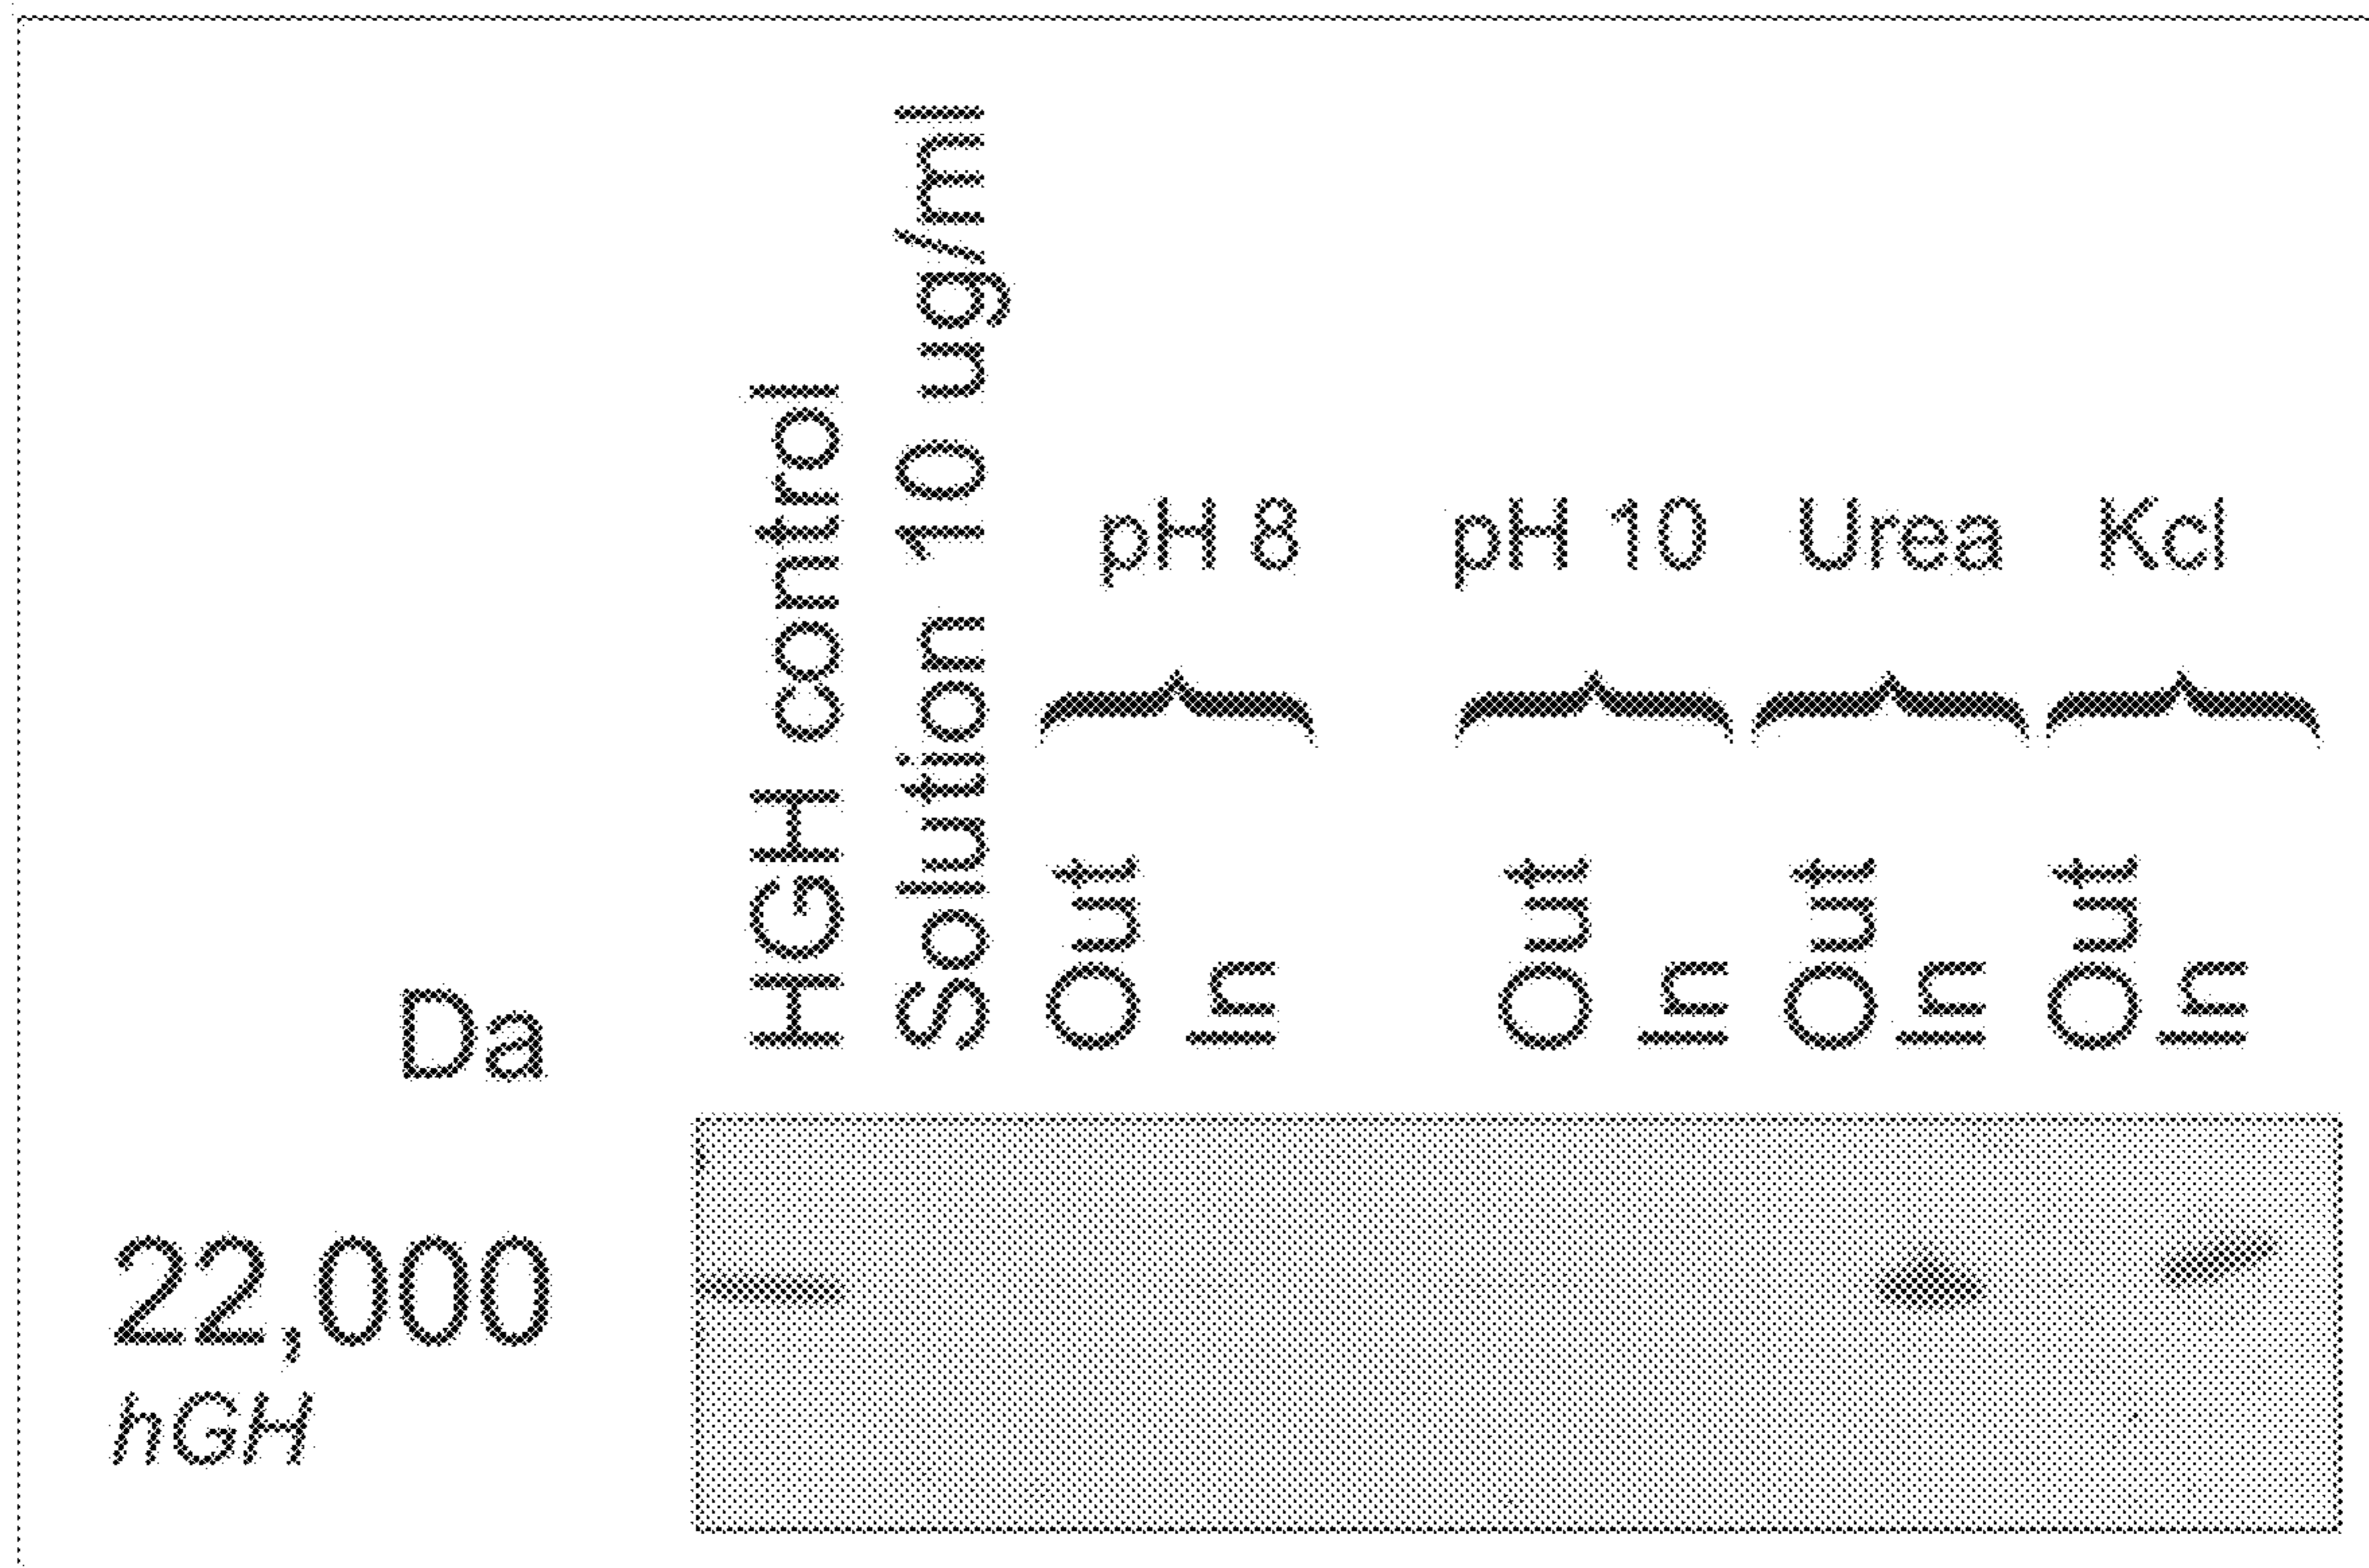 HGH control
Solution 10 ug/ml
pH 8
pH 10
Urea
Kcl
Out
In
Out
In
Out
In
Out
In
Da
22,000
hGH